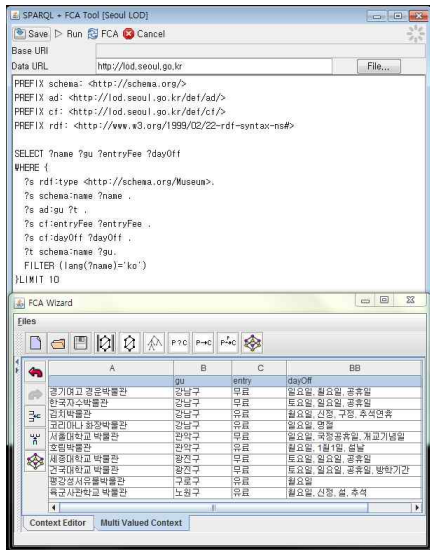 SPARQL + FCA Tool [Seoul LOD]
Save Run FCA Cancel
Base URI
Data URL http://lod.seoul.go.kr File...
PREFIX schema: <http://schema.org/>
PREFIX ad: <http://lod.seoul.go.kr/def/ad/>
PREFIX cf: <http://lod.seoul.go.kr/def/cf/>
PREFIX rdf: <http://www.w3.org/1999/02/22-rdf-syntax-ns#>
SELECT ?name ?gu ?entryFee ?dayOff
WHERE {
?s rdf:type <http://schema.org/Museum>.
?s schema:name ?name .
?s ad:gu ?t .
?s cf:entryFee ?entryFee .
?s cf:dayOff ?dayOff .
?t schema:name ?gu.
FILTER (lang(?name)='ko')
}LIMIT 10
FCA Wizard
Files
P?C P→C P→C
A B C BB
gu entry dayOff
경기여고 경운박물관 강남구 무료 일요일, 월요일, 공휴일
한국자수박물관 강남구 무료 토요일, 일요일, 공휴일
김치박물관 강남구 유료 월요일, 신정, 구정, 추석연휴
코리아나 화장박물관 강남구 유료 일요일, 명절
서울대학교 박물관 관악구 무료 일요일, 국정공휴일, 개교기념일
호림박물관 관악구 유료 일요일, 1월1일, 설날
세종대학교 박물관 광진구 무료 토요일, 일요일, 공휴일
건국대학교 박물관 광진구 무료 토요일, 일요일, 공휴일, 방학기간
평강성서유물박물관 구로구 유료 월요일
육군사관학교 박물관 노원구 유료 월요일, 신정, 설, 추석
Context Editor Multi Valued Context